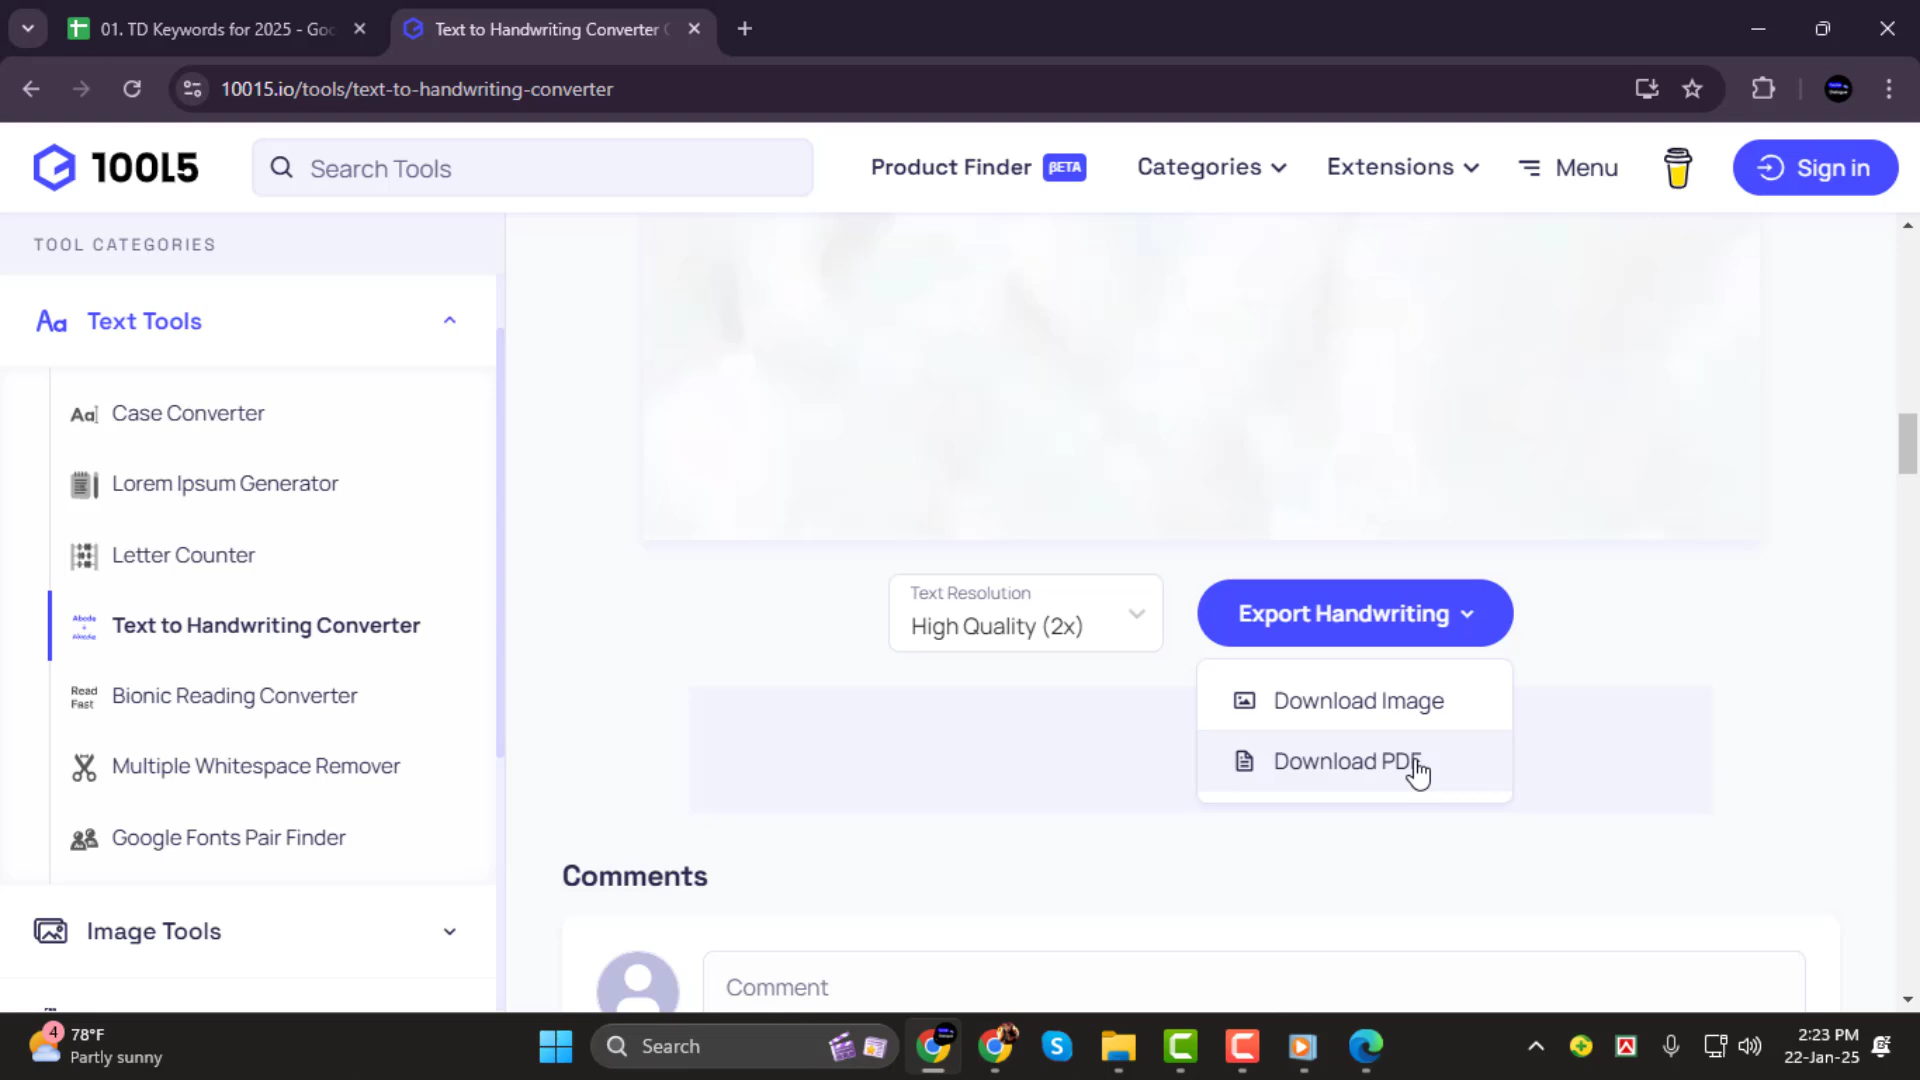 01. TD Keywords for 2025 - Goo
Text to Handwriting Converter
10015.io/tools/text-to-handwriting-converter
10015
Search Tools
Product Finder BETA
Categories
Extensions
Menu
Sign in
TOOL CATEGORIES
Aa Text Tools
Aa Case Converter
Lorem Ipsum Generator
Letter Counter
Text to Handwriting Converter
Read Fast Bionic Reading Converter
Multiple Whitespace Remover
Google Fonts Pair Finder
Image Tools
Text Resolution
High Quality (2x)
Export Handwriting
Download Image
Download PDF
Comments
Comment
4
78°F
Partly sunny
Search
2:23 PM
22-Jan-25